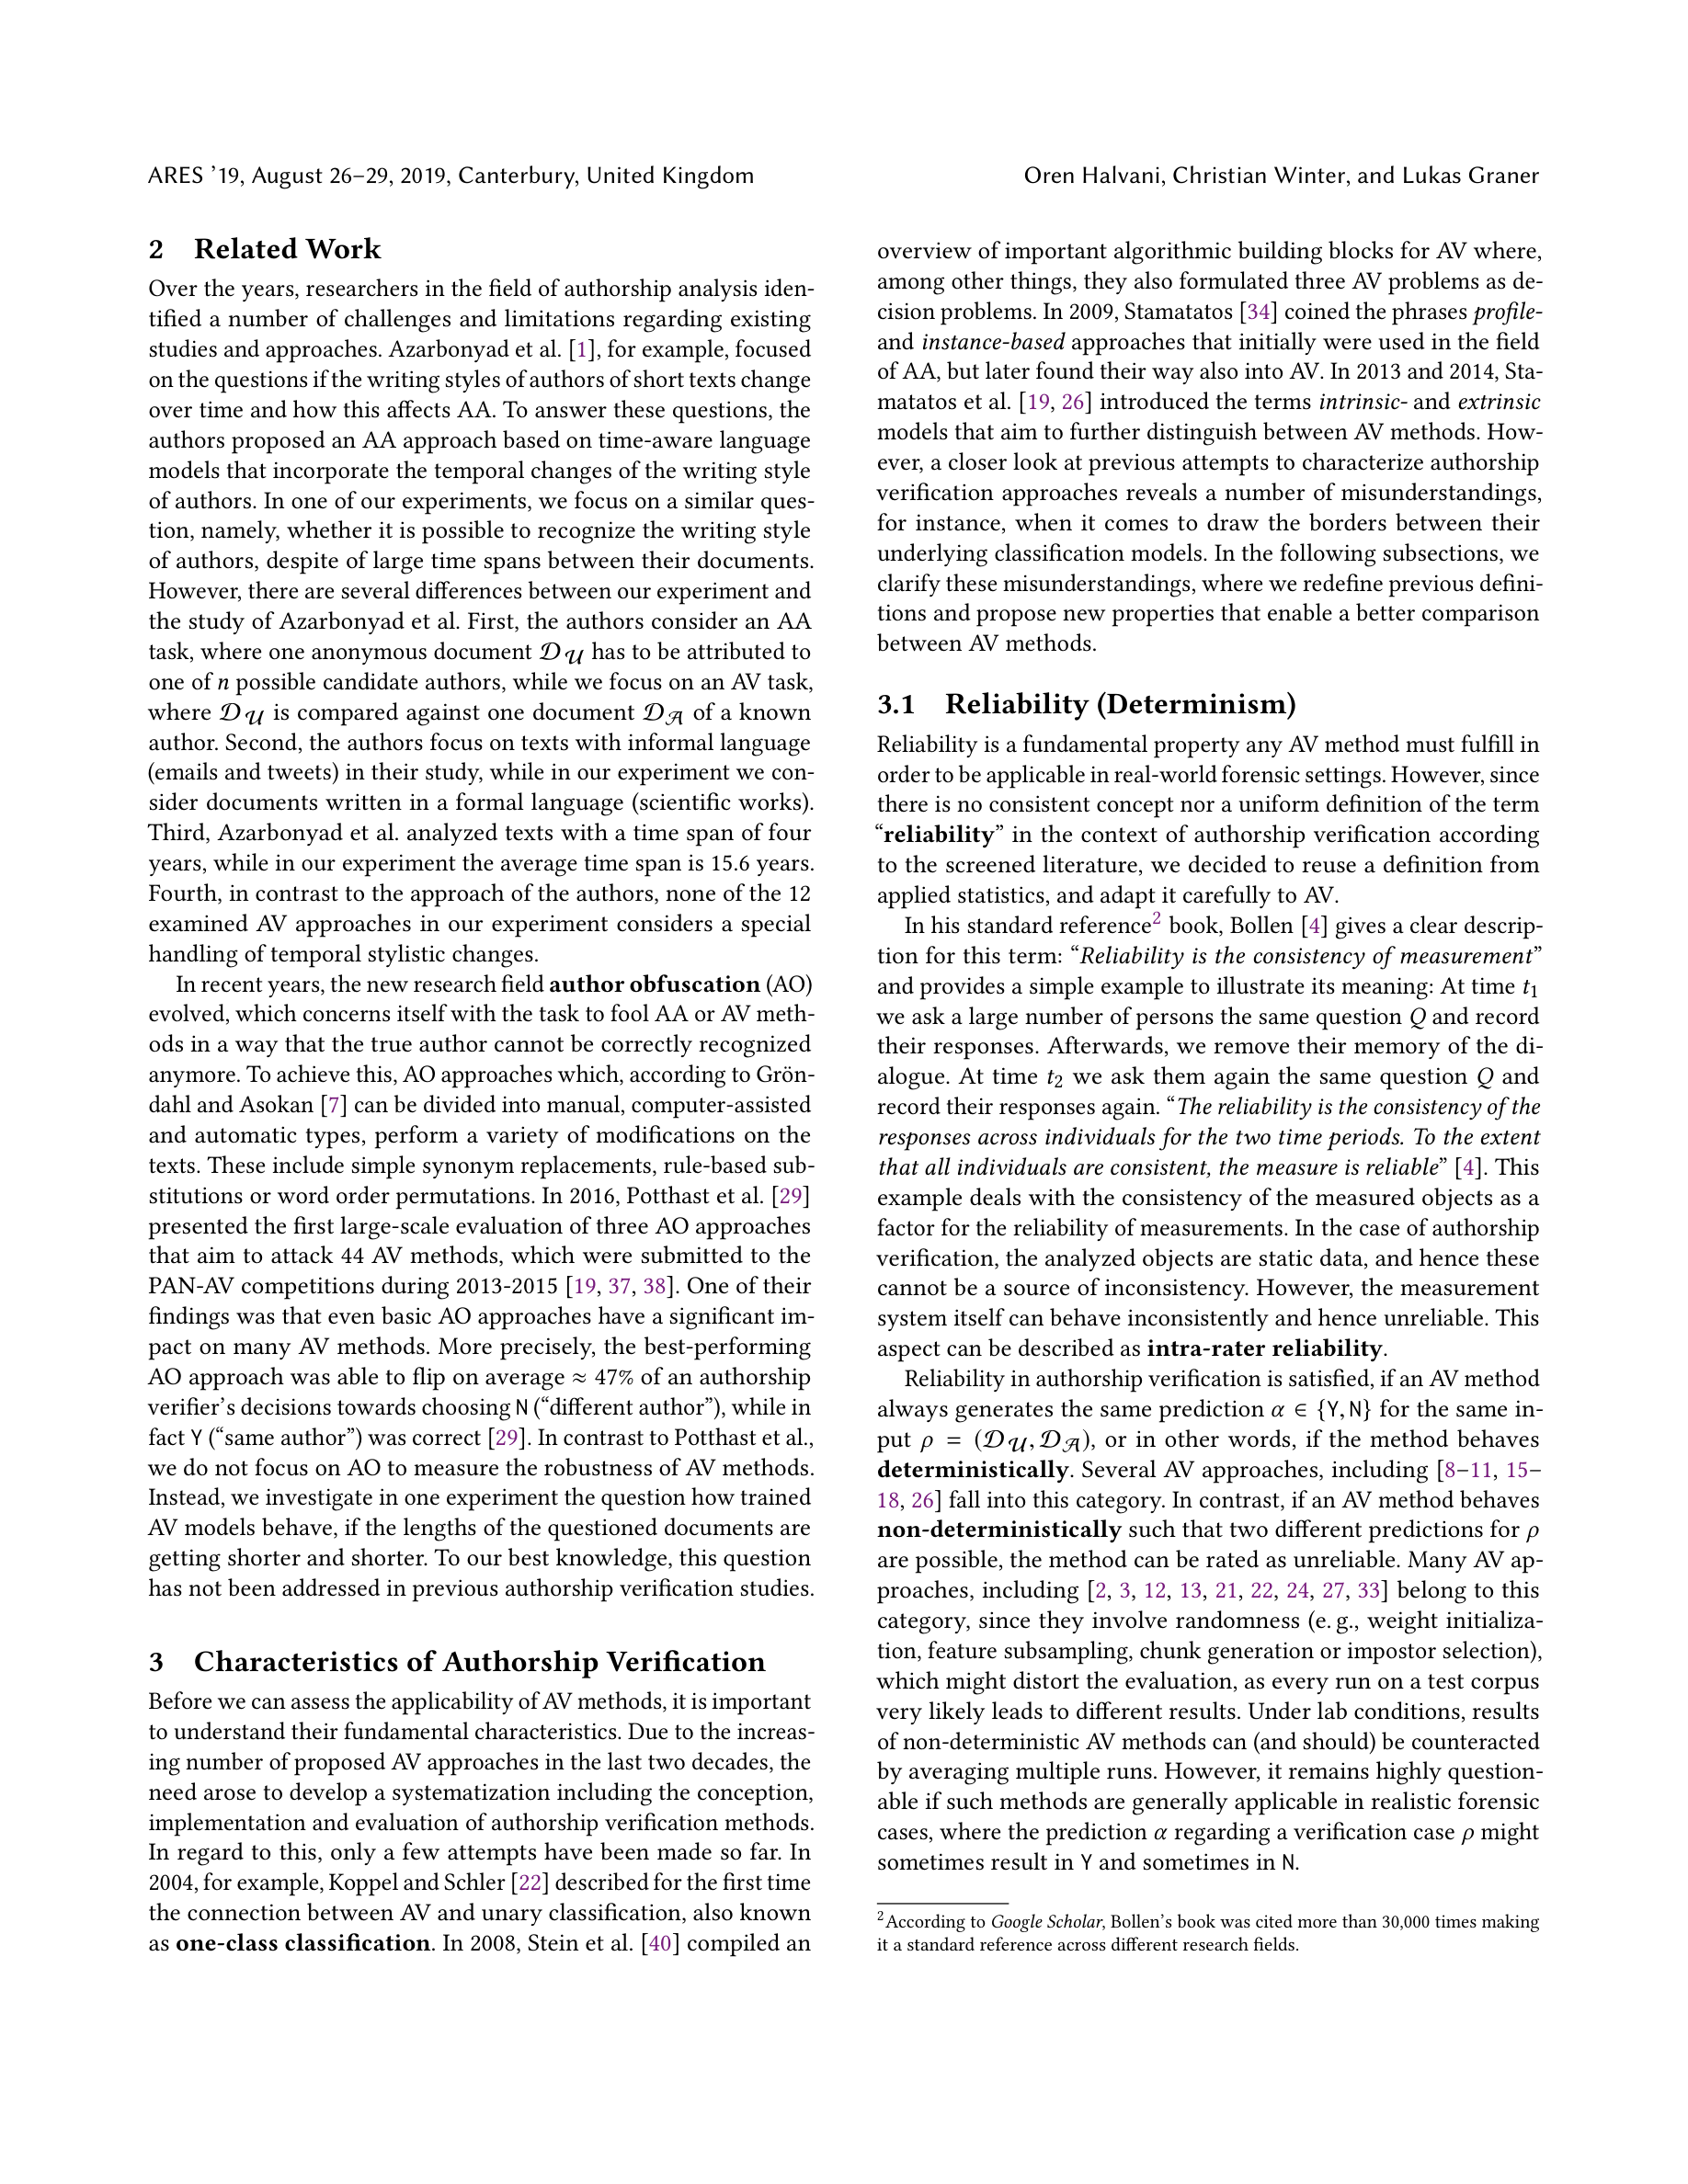 ARES ’19, August 26–29, 2019, Canterbury, United Kingdom
Oren Halvani, Christian Winter, and Lukas Graner
2 Related Work
Over the years, researchers in the field of authorship analysis iden-
tified a number of challenges and limitations regarding existing
studies and approaches. Azarbonyad et al. [1], for example, focused
on the questions if the writing styles of authors of short texts change
over time and how this affects AA. To answer these questions, the
authors proposed an AA approach based on time-aware language
models that incorporate the temporal changes of the writing style
of authors. In one of our experiments, we focus on a similar ques-
tion, namely, whether it is possible to recognize the writing style
of authors, despite of large time spans between their documents.
However, there are several differences between our experiment and
the study of Azarbonyad et al. First, the authors consider an AA
task, where one anonymous document 𝒟𝒰 has to be attributed to
one of n possible candidate authors, while we focus on an AV task,
where 𝒟𝒰 is compared against one document 𝒟𝒜 of a known
author. Second, the authors focus on texts with informal language
(emails and tweets) in their study, while in our experiment we con-
sider documents written in a formal language (scientific works).
Third, Azarbonyad et al. analyzed texts with a time span of four
years, while in our experiment the average time span is 15.6 years.
Fourth, in contrast to the approach of the authors, none of the 12
examined AV approaches in our experiment considers a special
handling of temporal stylistic changes.
In recent years, the new research field author obfuscation (AO)
evolved, which concerns itself with the task to fool AA or AV meth-
ods in a way that the true author cannot be correctly recognized
anymore. To achieve this, AO approaches which, according to Grön-
dahl and Asokan [7] can be divided into manual, computer-assisted
and automatic types, perform a variety of modifications on the
texts. These include simple synonym replacements, rule-based sub-
stitutions or word order permutations. In 2016, Potthast et al. [29]
presented the first large-scale evaluation of three AO approaches
that aim to attack 44 AV methods, which were submitted to the
PAN-AV competitions during 2013-2015 [19, 37, 38]. One of their
findings was that even basic AO approaches have a significant im-
pact on many AV methods. More precisely, the best-performing
AO approach was able to flip on average ≈ 47% of an authorship
verifier’s decisions towards choosing N (“different author”), while in
fact Y (“same author”) was correct [29]. In contrast to Potthast et al.,
we do not focus on AO to measure the robustness of AV methods.
Instead, we investigate in one experiment the question how trained
AV models behave, if the lengths of the questioned documents are
getting shorter and shorter. To our best knowledge, this question
has not been addressed in previous authorship verification studies.
3 Characteristics of Authorship Verification
Before we can assess the applicability of AV methods, it is important
to understand their fundamental characteristics. Due to the increas-
ing number of proposed AV approaches in the last two decades, the
need arose to develop a systematization including the conception,
implementation and evaluation of authorship verification methods.
In regard to this, only a few attempts have been made so far. In
2004, for example, Koppel and Schler [22] described for the first time
the connection between AV and unary classification, also known
as one-class classification. In 2008, Stein et al. [40] compiled an
overview of important algorithmic building blocks for AV where,
among other things, they also formulated three AV problems as de-
cision problems. In 2009, Stamatatos [34] coined the phrases profile-
and instance-based approaches that initially were used in the field
of AA, but later found their way also into AV. In 2013 and 2014, Sta-
matatos et al. [19, 26] introduced the terms intrinsic- and extrinsic
models that aim to further distinguish between AV methods. How-
ever, a closer look at previous attempts to characterize authorship
verification approaches reveals a number of misunderstandings,
for instance, when it comes to draw the borders between their
underlying classification models. In the following subsections, we
clarify these misunderstandings, where we redefine previous defini-
tions and propose new properties that enable a better comparison
between AV methods.
3.1 Reliability (Determinism)
Reliability is a fundamental property any AV method must fulfill in
order to be applicable in real-world forensic settings. However, since
there is no consistent concept nor a uniform definition of the term
“reliability” in the context of authorship verification according
to the screened literature, we decided to reuse a definition from
applied statistics, and adapt it carefully to AV.
In his standard reference2 book, Bollen [4] gives a clear descrip-
tion for this term: “Reliability is the consistency of measurement”
and provides a simple example to illustrate its meaning: At time t1
we ask a large number of persons the same question Q and record
their responses. Afterwards, we remove their memory of the di-
alogue. At time t2 we ask them again the same question Q and
record their responses again. “The reliability is the consistency of the
responses across individuals for the two time periods. To the extent
that all individuals are consistent, the measure is reliable” [4]. This
example deals with the consistency of the measured objects as a
factor for the reliability of measurements. In the case of authorship
verification, the analyzed objects are static data, and hence these
cannot be a source of inconsistency. However, the measurement
system itself can behave inconsistently and hence unreliable. This
aspect can be described as intra-rater reliability.
Reliability in authorship verification is satisfied, if an AV method
always generates the same prediction α ∈ {Y, N} for the same in-
put ρ = (𝒟𝒰, 𝒟𝒜), or in other words, if the method behaves
deterministically. Several AV approaches, including [8–11, 15–
18, 26] fall into this category. In contrast, if an AV method behaves
non-deterministically such that two different predictions for ρ
are possible, the method can be rated as unreliable. Many AV ap-
proaches, including [2, 3, 12, 13, 21, 22, 24, 27, 33] belong to this
category, since they involve randomness (e. g., weight initializa-
tion, feature subsampling, chunk generation or impostor selection),
which might distort the evaluation, as every run on a test corpus
very likely leads to different results. Under lab conditions, results
of non-deterministic AV methods can (and should) be counteracted
by averaging multiple runs. However, it remains highly question-
able if such methods are generally applicable in realistic forensic
cases, where the prediction α regarding a verification case ρ might
sometimes result in Y and sometimes in N.
2According to Google Scholar, Bollen’s book was cited more than 30,000 times making
it a standard reference across different research fields.